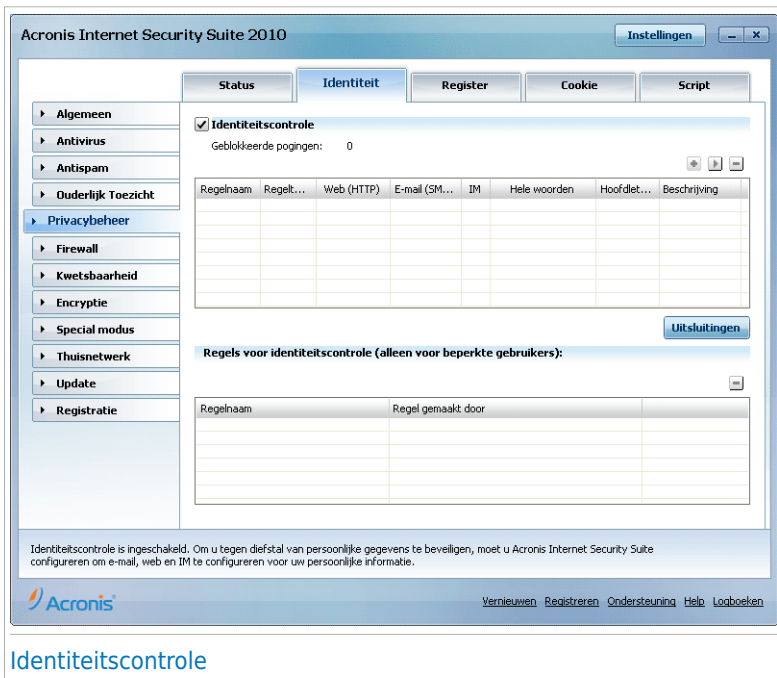 Acronis Internet Security Suite 2010
Instellingen
Status
Identiteit
Register
Cookie
Script
Algemeen
Antivirus
Antispam
Ouderlijk Toezicht
Privacybeheer
Firewall
Kwetsbaarheid
Encryptie
Special modus
Thuisnetwerk
Update
Registratie
Identiteitscontrole
Geblokkeerde pogingen: 0
Regelnaam Regelt... Web (HTTP) E-mail (SM... IM Hele woorden Hoofdlet... Beschrijving
Uitsluitingen
Regels voor identiteitscontrole (alleen voor beperkte gebruikers):
Regelnaam Regel gemaakt door
Identiteitscontrole is ingeschakeld. Om u tegen diefstal van persoonlijke gegevens te beveiligen, moet u Acronis Internet Security Suite
configureren om e-mail, web en IM te configureren voor uw persoonlijke informatie.
Acronis
Vernieuwen Registreren Ondersteuning Help Logboeken
Identiteitscontrole